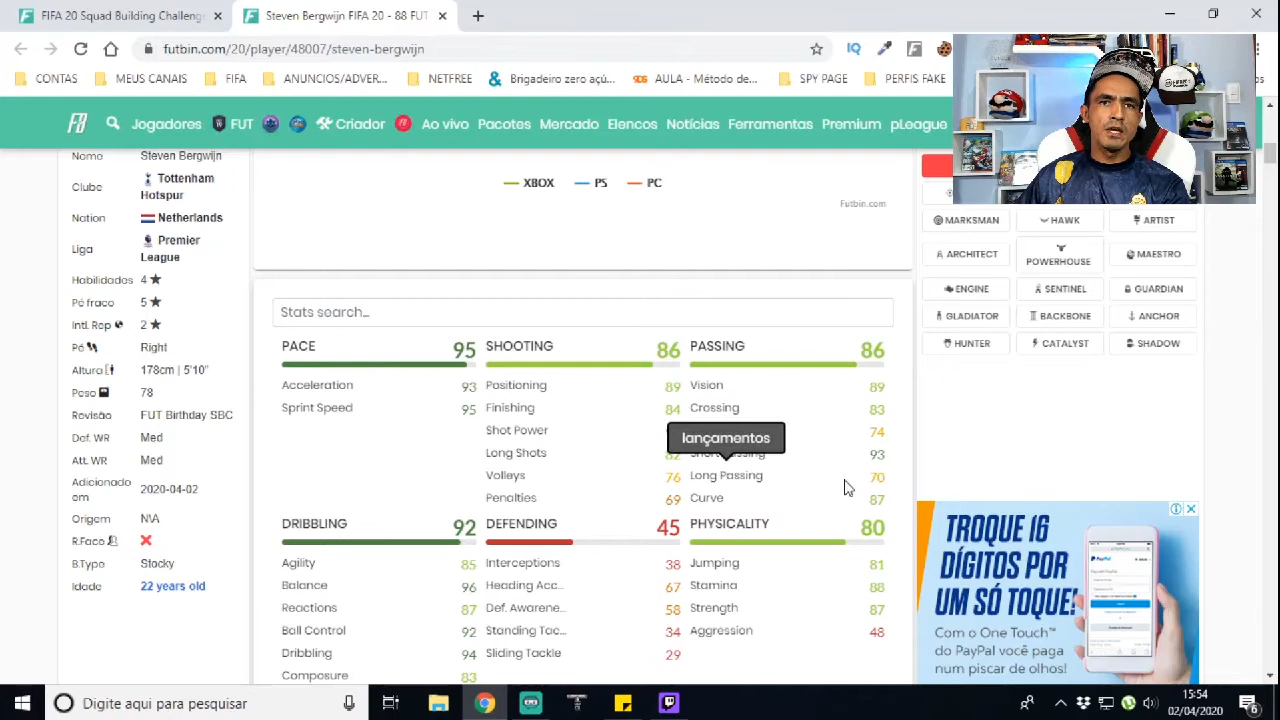 FIFA 20 Squad Building Challeng
Steven Bergwijn FIFA 20 - 88 FUT
futbin.com/20/player/48007/steven-bergwijn
IQ
CONTAS
MEUS CANAIS
FIFA
ANÚNCIOS/ADVER...
NETFREE
Brigadeiro zero açú...
AULA - Método de...
SPY PAGE
PERFIS FAKE
Jogadores
FUT
Criador
Ao vivo
Pacotes
Mercado
Elencos
Notícias
Ferramentas
Premium
pLeague
Nome Steven Bergwijn
Clube Tottenham Hotspur
Nation Netherlands
Liga Premier League
Habilidades 4
Pé fraco 5
Intl. Rep 2
Pé Right
Altura 178cm | 5'10"
Peso 78
Revisão FUT Birthday SBC
Def. WR Med
Att. WR Med
Adicionado em 2020-04-02
Origem N\A
R.Face
B.Type Stocky
Idade 22 years old
XBOX PS PC
Futbin.com
Stats search...
PACE 95
Acceleration 93
Sprint Speed 95
SHOOTING 86
Positioning 89
Finishing 84
Shot Power
Long Shots
Volleys 76
Penalties 69
PASSING 86
Vision 89
Crossing 83
74
lançamentos
93
Long Passing 70
Curve 87
DRIBBLING 92
Agility 85
Balance 96
Reactions 87
Ball Control 92
Dribbling 94
Composure 83
DEFENDING 45
Interceptions
Heading Acc...
Def. Awarene...
Standing Tac...
Sliding Tackle
PHYSICALITY 80
Jumping 81
Stamina 88
Strength 87
Aggression 48
MARKSMAN
HAWK
ARTIST
ARCHITECT
POWERHOUSE
MAESTRO
ENGINE
SENTINEL
GUARDIAN
GLADIATOR
BACKBONE
ANCHOR
HUNTER
CATALYST
SHADOW
TROQUE 16
DÍGITOS POR
UM SÓ TOQUE!
Com o One Touch™
do PayPal você paga
num piscar de olhos!
PayPal
Digite aqui para pesquisar
15:54
02/04/2020
6